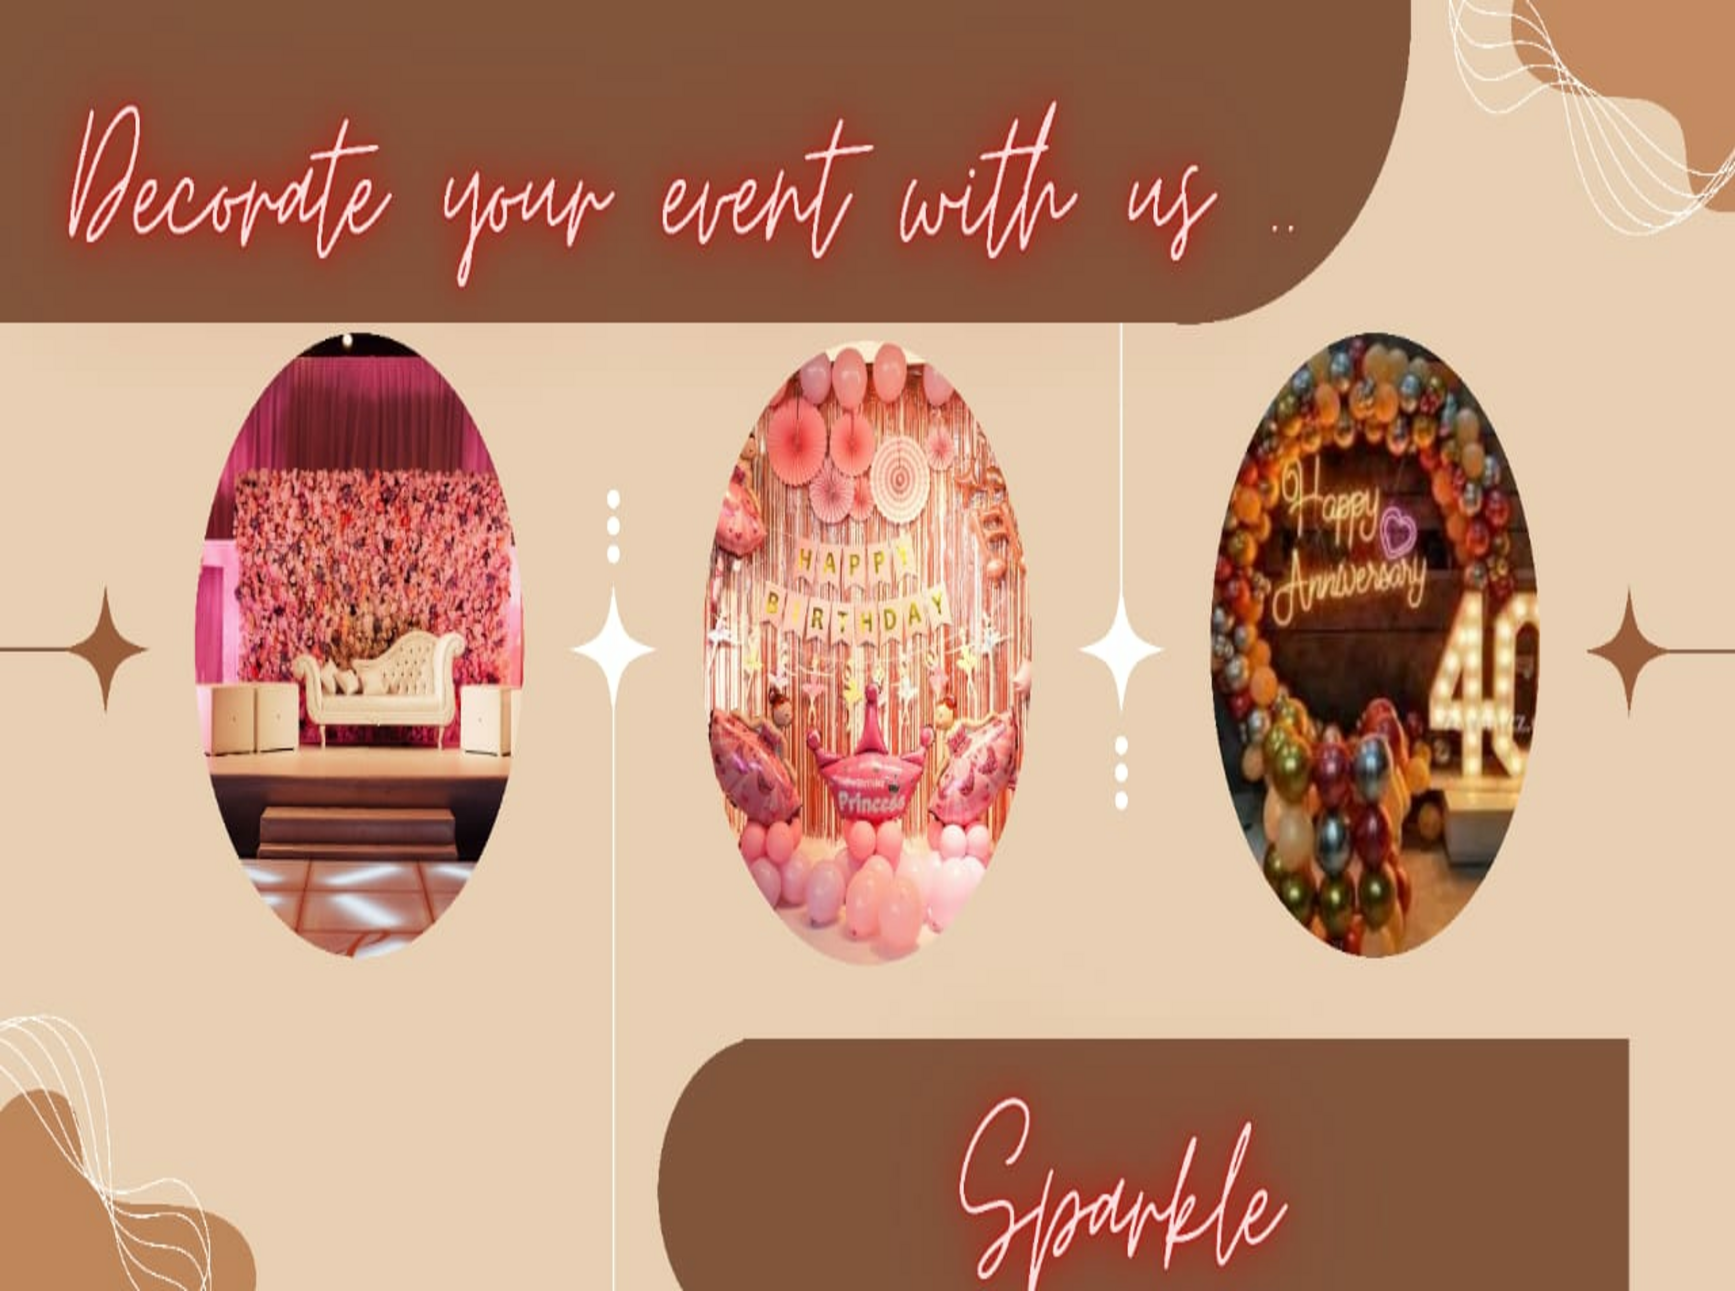 Decorate your event with us ..
HAPPY
BIRTHDAY
Princess
Happy
Anniversary
40
Sparkle